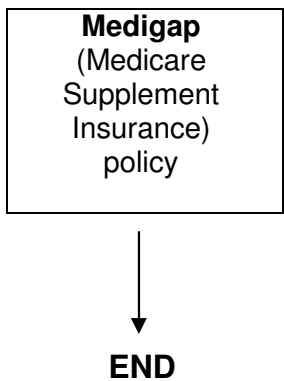 Medigap
(Medicare
Supplement
Insurance)
policy
END